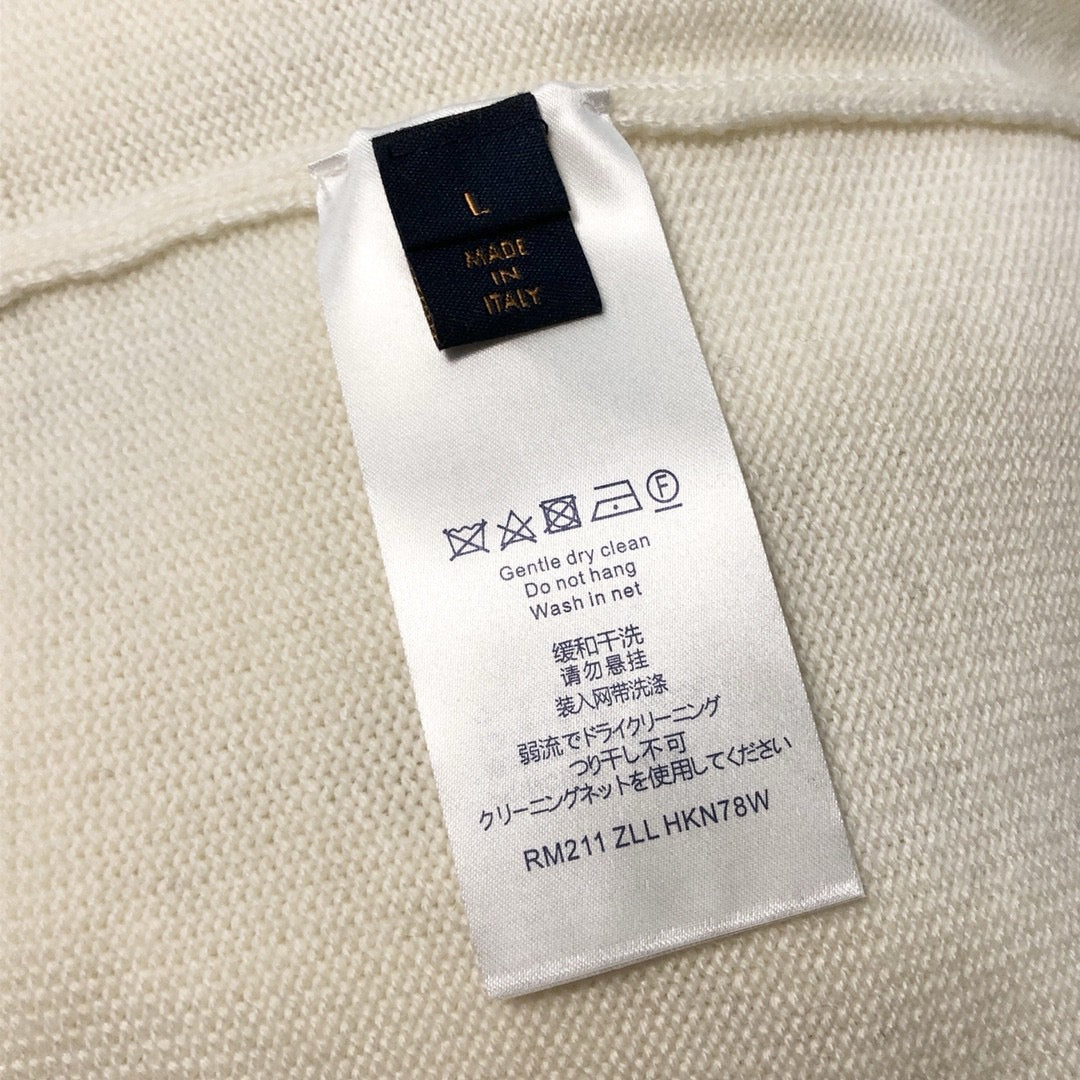 L
MADE
IN
ITALY
F
Gentle dry clean
Do not hang
Wash in net
缓和干洗
请勿悬挂
装入网带洗涤
弱流でドライクリーニング
つり干し不可
クリーニングネットを使用してください
RM211 ZLL HKN78W